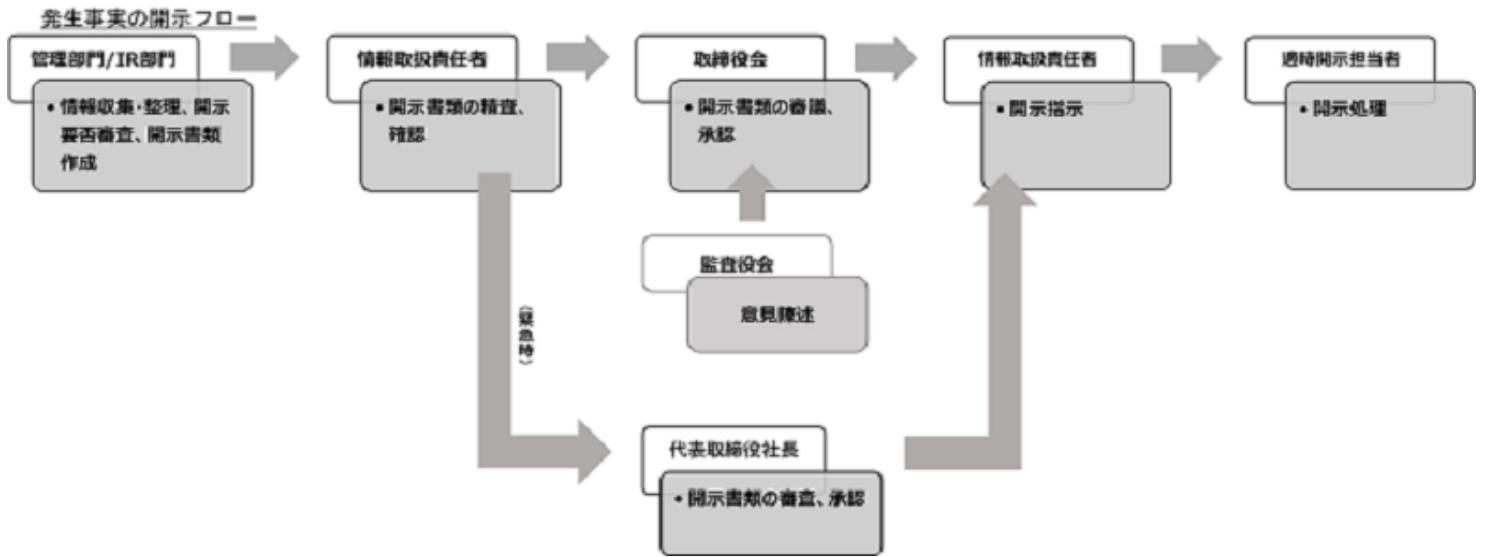 発生事実の開示フロー
管理部門/IR部門
• 情報収集・整理、開示
要否審査、開示書類
作成
情報取扱責任者
• 開示書類の精査、
確認
取締役会
• 開示書類の審議、
承認
情報取扱責任者
• 開示指示
適時開示担当者
• 開示処理
監査役会
意見陳述
（緊急時）
代表取締役社長
• 開示書類の審査、承認